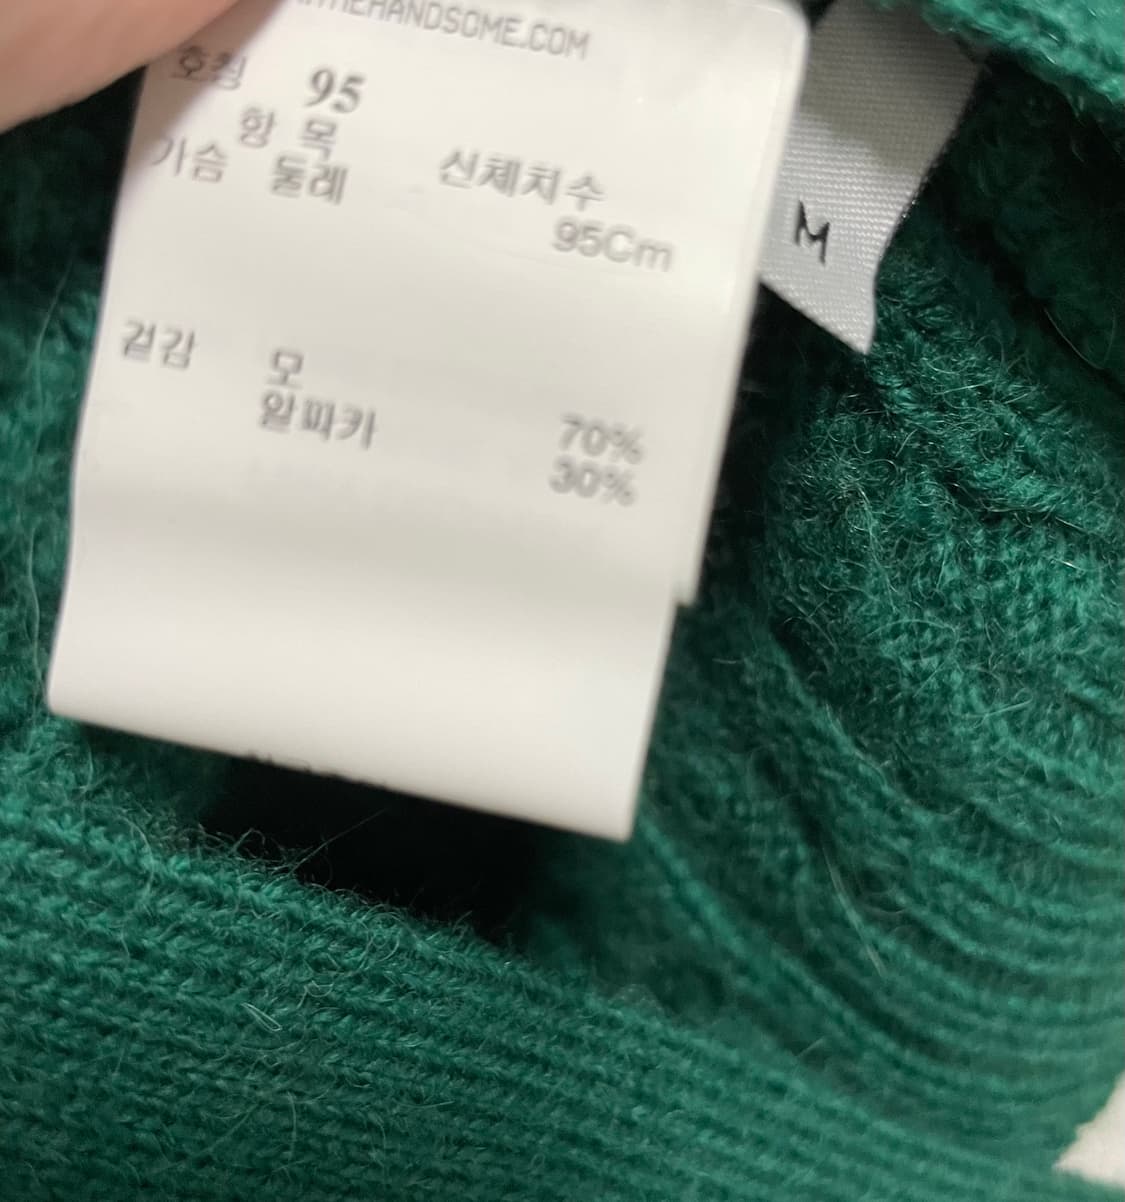 THEHANDSOME.COM
호칭 95
항 목 신체치수
가슴 둘레 95Cm
겉감 모 70%
알파카 30%
M